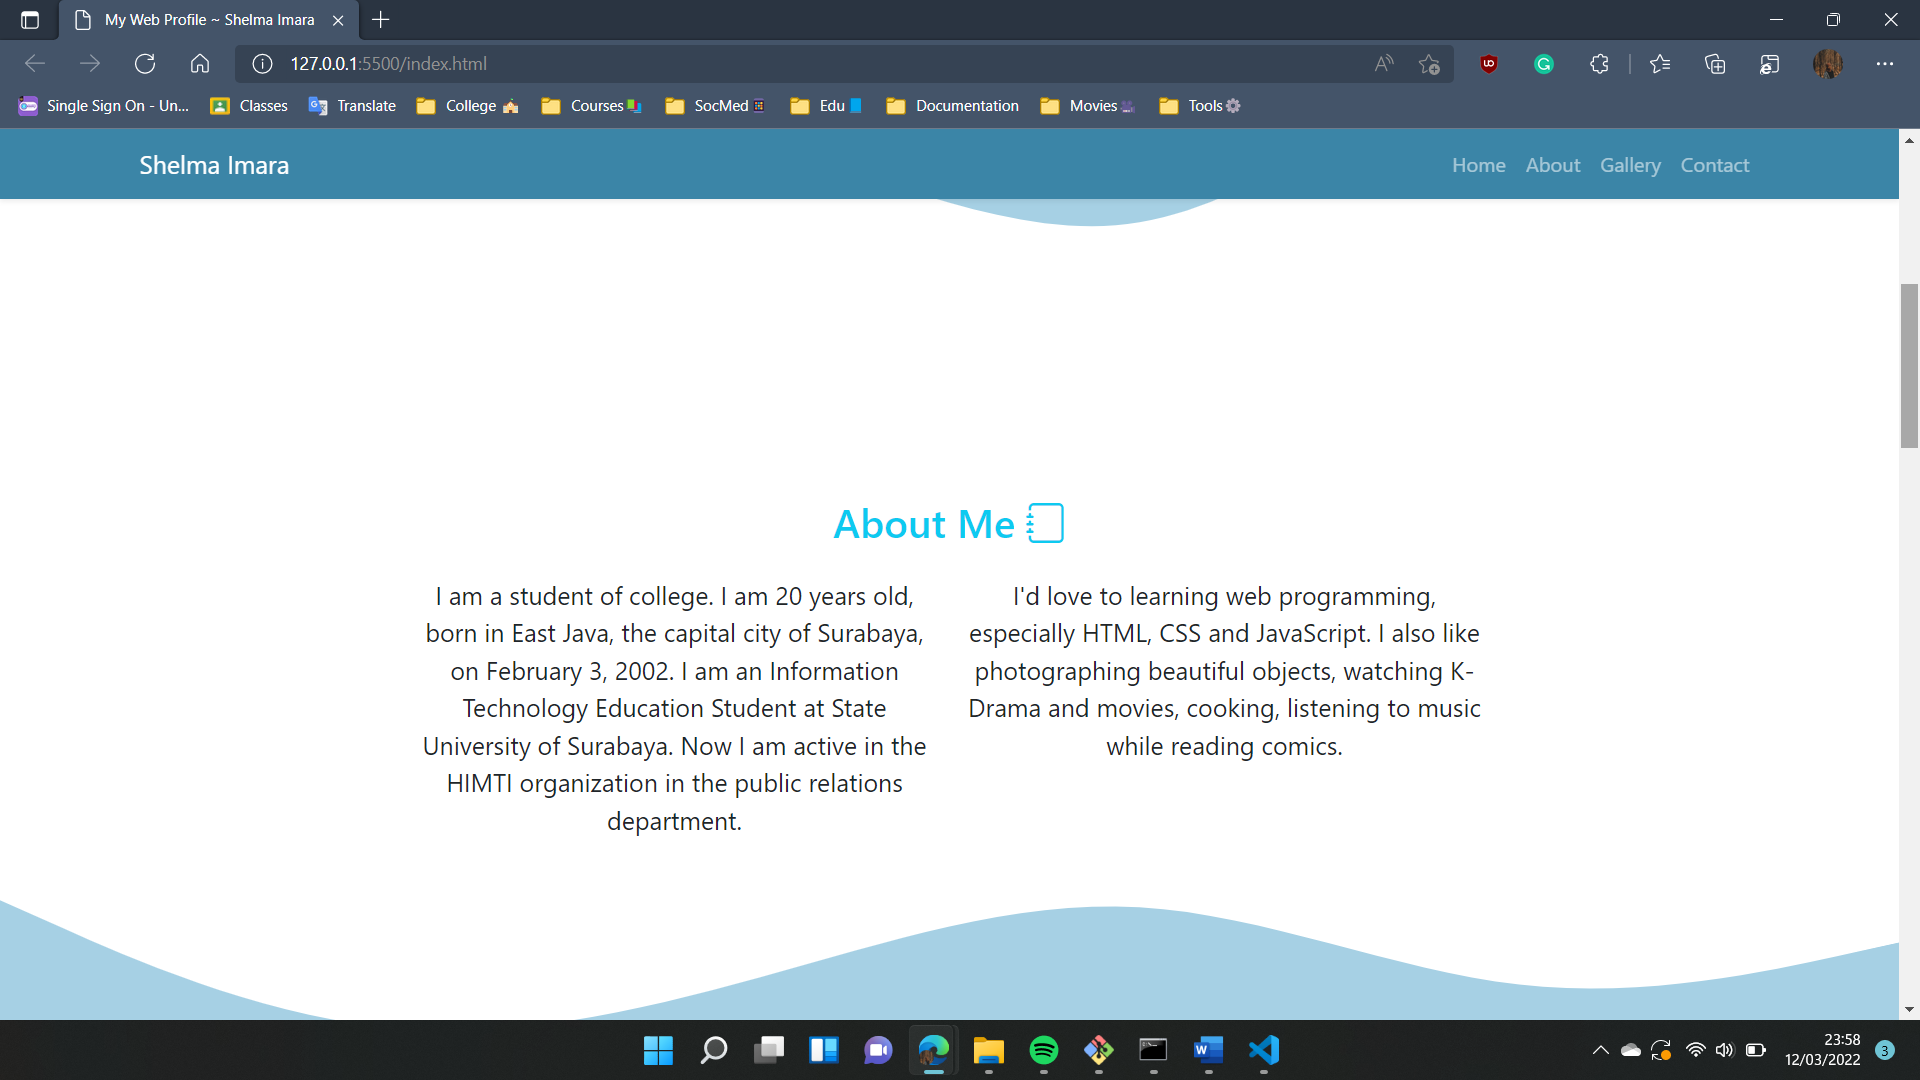 My Web Profile ~ Shelma Imara
127.0.0.1:5500/index.html
Single Sign On - Un... Classes Translate College Courses SocMed Edu Documentation Movies Tools
Shelma Imara Home About Gallery Contact
About Me
I am a student of college. I am 20 years old,
born in East Java, the capital city of Surabaya,
on February 3, 2002. I am an Information
Technology Education Student at State
University of Surabaya. Now I am active in the
HIMTI organization in the public relations
department.
I'd love to learning web programming,
especially HTML, CSS and JavaScript. I also like
photographing beautiful objects, watching K-
Drama and movies, cooking, listening to music
while reading comics.
23:58
12/03/2022
3